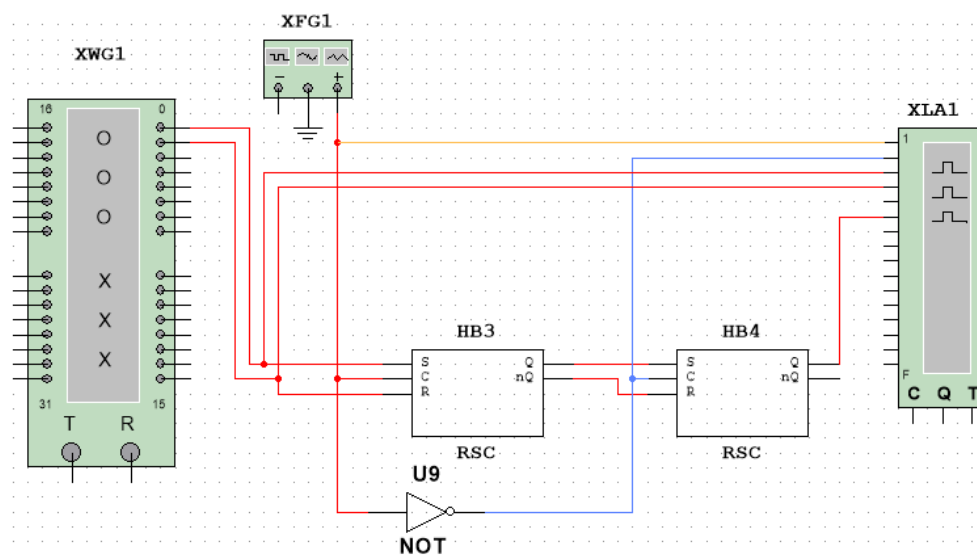 XFG1
XWG1
XLA1
16 0
O
O
O
X
X
X
31 15
T R
1
F
C Q T
HB3
S Q
C nQ
R
RSC
HB4
S Q
C nQ
R
RSC
U9
NOT